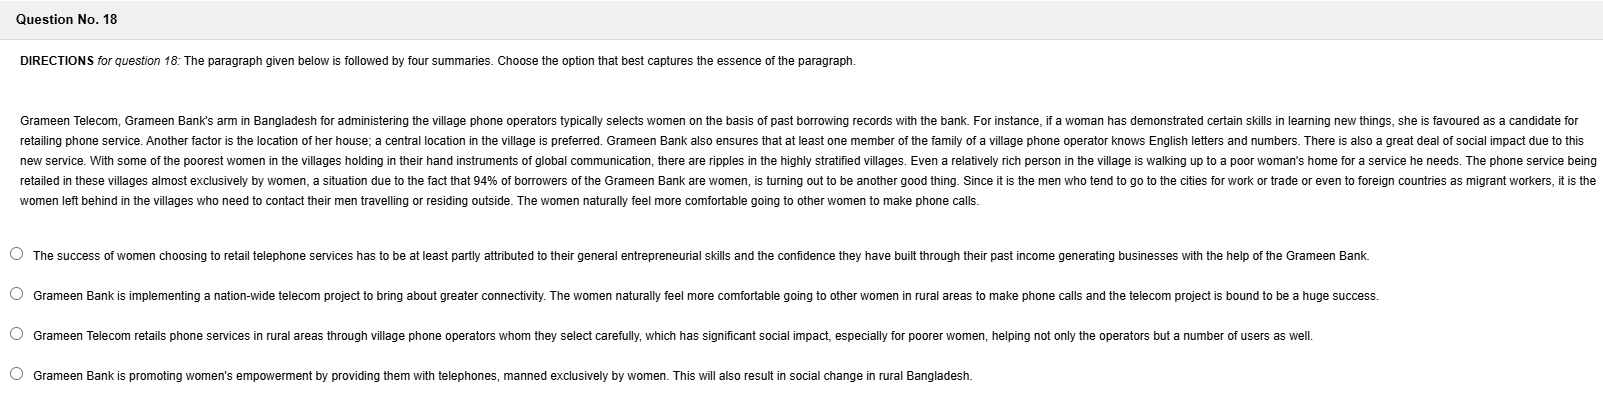 Question No. 18
DIRECTIONS for question 18: The paragraph given below is followed by four summaries. Choose the option that best captures the essence of the paragraph.
Grameen Telecom, Grameen Bank's arm in Bangladesh for administering the village phone operators typically selects women on the basis of past borrowing records with the bank. For instance, if a woman has demonstrated certain skills in learning new things, she is favoured as a candidate for
retailing phone service. Another factor is the location of her house; a central location in the village is preferred. Grameen Bank also ensures that at least one member of the family of a village phone operator knows English letters and numbers. There is also a great deal of social impact due to this
new service. With some of the poorest women in the villages holding in their hand instruments of global communication, there are ripples in the highly stratified villages. Even a relatively rich person in the village is walking up to a poor woman's home for a service he needs. The phone service being
retailed in these villages almost exclusively by women, a situation due to the fact that 94% of borrowers of the Grameen Bank are women, is turning out to be another good thing. Since it is the men who tend to go to the cities for work or trade or even to foreign countries as migrant workers, it is the
women left behind in the villages who need to contact their men travelling or residing outside. The women naturally feel more comfortable going to other women to make phone calls.
The success of women choosing to retail telephone services has to be at least partly attributed to their general entrepreneurial skills and the confidence they have built through their past income generating businesses with the help of the Grameen Bank.
Grameen Bank is implementing a nation-wide telecom project to bring about greater connectivity. The women naturally feel more comfortable going to other women in rural areas to make phone calls and the telecom project is bound to be a huge success.
Grameen Telecom retails phone services in rural areas through village phone operators whom they select carefully, which has significant social impact, especially for poorer women, helping not only the operators but a number of users as well.
Grameen Bank is promoting women's empowerment by providing them with telephones, manned exclusively by women. This will also result in social change in rural Bangladesh.